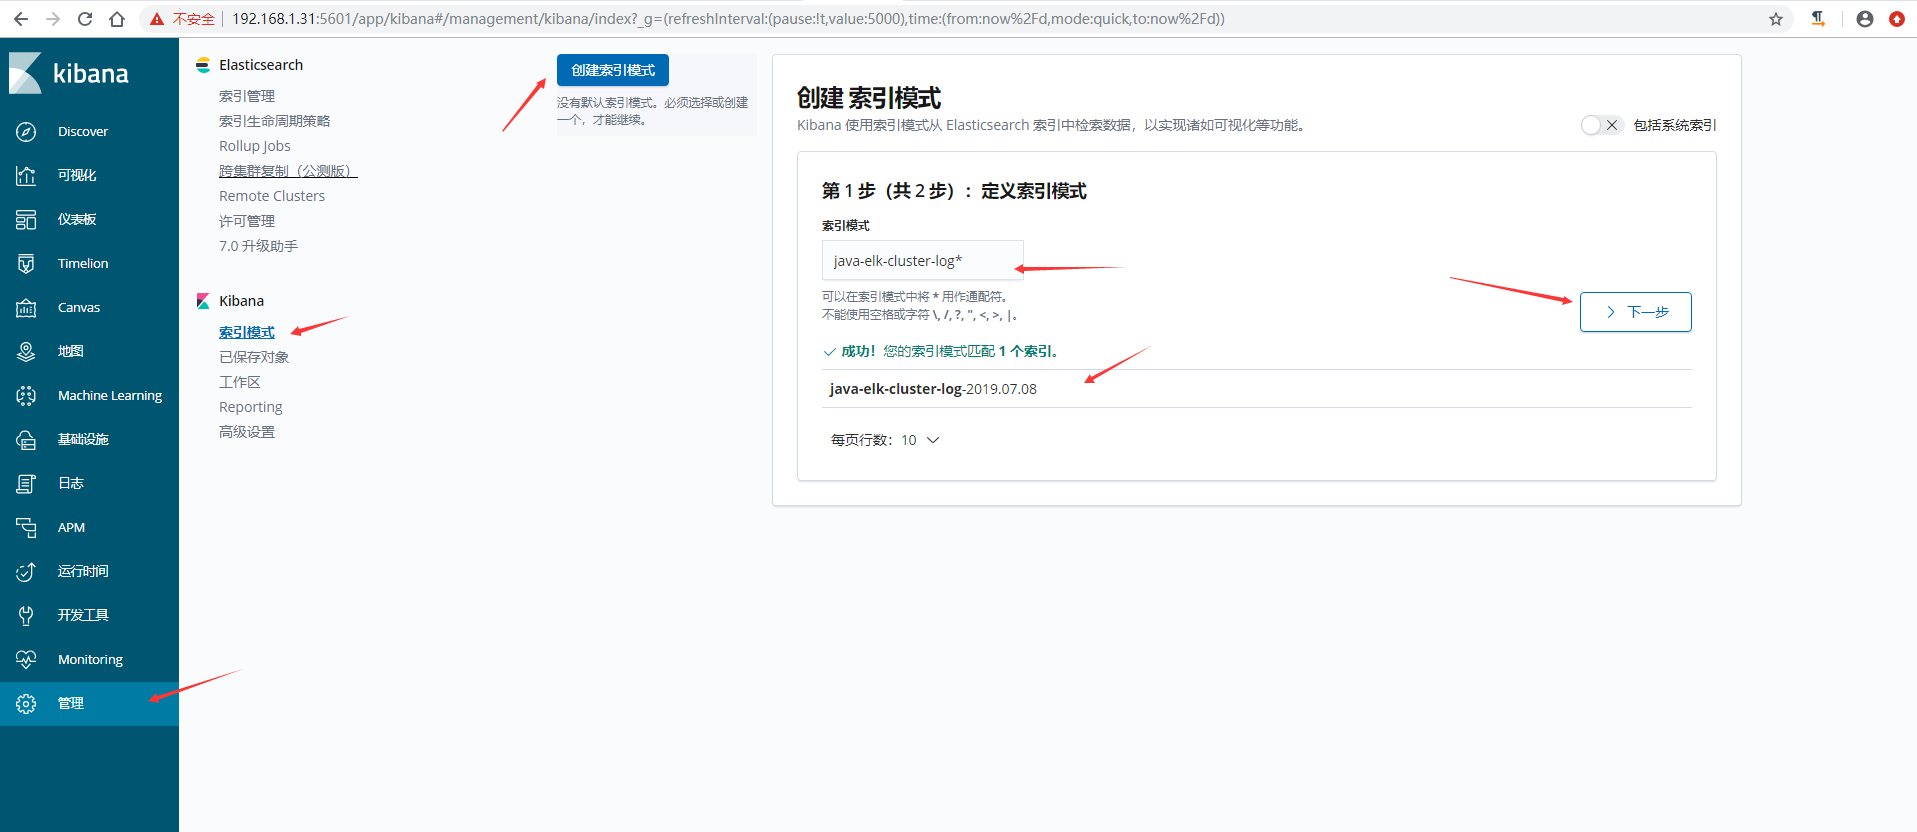 不安全
192.168.1.31:5601/app/kibana#/management/kibana/index?_g=(refreshInterval:(pause:!t,value:5000),time:(from:now%2Fd,mode:quick,to:now%2Fd))
kibana
Discover
可视化
仪表板
Timelion
Canvas
地图
Machine Learning
基础设施
日志
APM
运行时间
开发工具
Monitoring
管理
Elasticsearch
索引管理
索引生命周期策略
Rollup Jobs
跨集群复制（公测版）
Remote Clusters
许可管理
7.0 升级助手
Kibana
索引模式
已保存对象
工作区
Reporting
高级设置
创建索引模式
没有默认索引模式。必须选择或创建
一个，才能继续。
创建 索引模式
Kibana 使用索引模式从 Elasticsearch 索引中检索数据，以实现诸如可视化等功能。
包括系统索引
第 1 步（共 2 步）：定义索引模式
索引模式
java-elk-cluster-log*
可以在索引模式中将 * 用作通配符。
不能使用空格或字符 \, /, ?, ", <, >, |。
下一步
成功！您的索引模式匹配 1 个索引。
java-elk-cluster-log-2019.07.08
每页行数：10